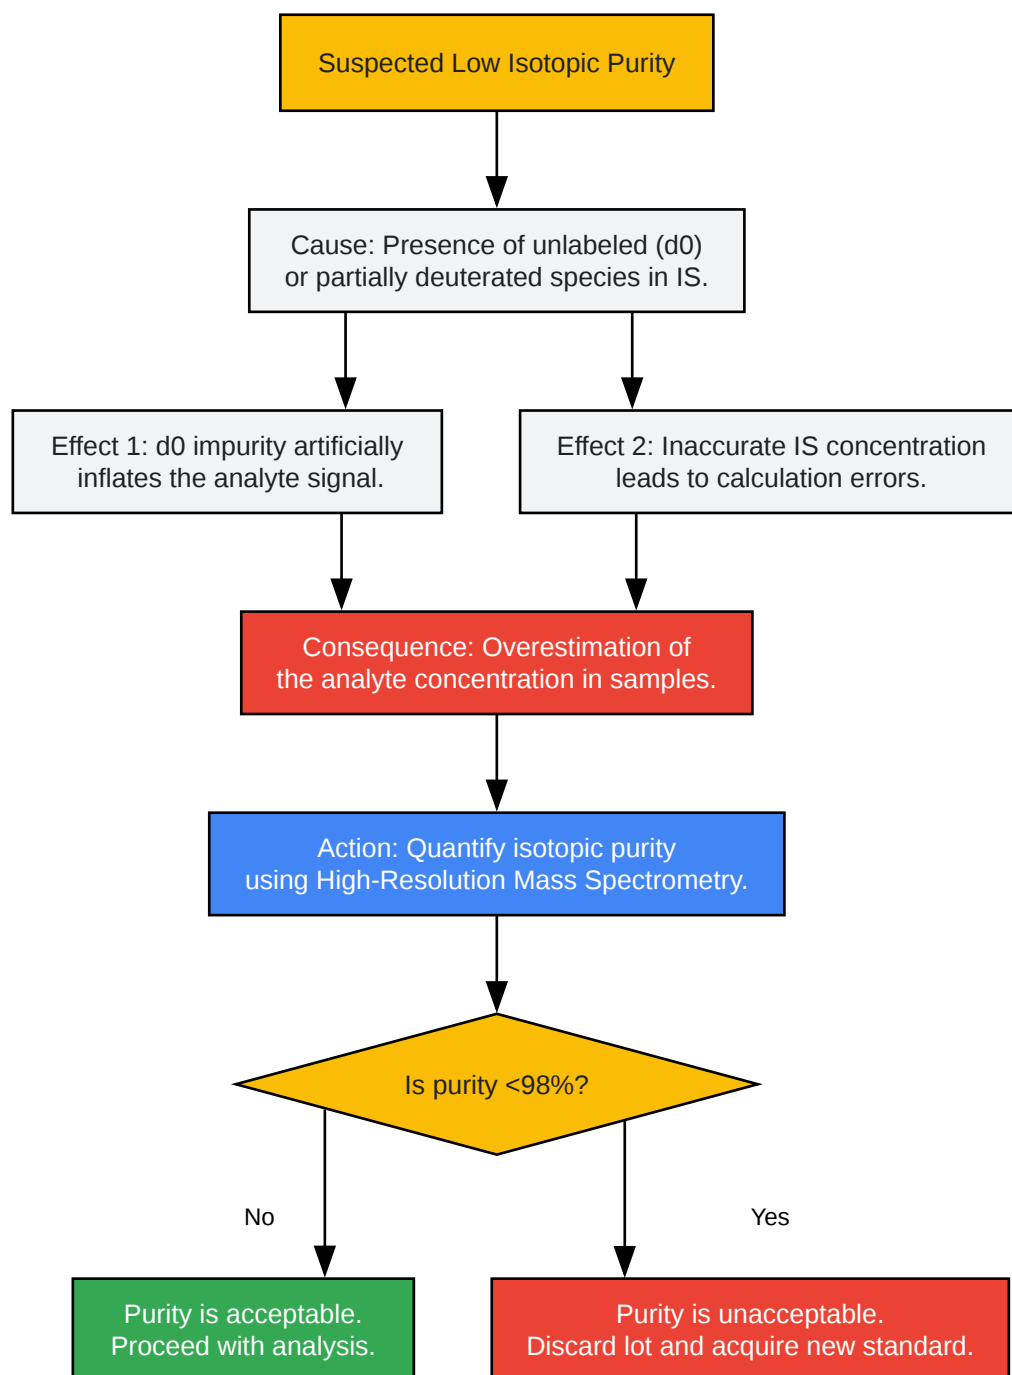 Suspected Low Isotopic Purity
Cause: Presence of unlabeled (d0)
or partially deuterated species in IS.
Effect 1: d0 impurity artificially
inflates the analyte signal.
Effect 2: Inaccurate IS concentration
leads to calculation errors.
Consequence: Overestimation of
the analyte concentration in samples.
Action: Quantify isotopic purity
using High-Resolution Mass Spectrometry.
Is purity <98%?
No
Yes
Purity is acceptable.
Proceed with analysis.
Purity is unacceptable.
Discard lot and acquire new standard.